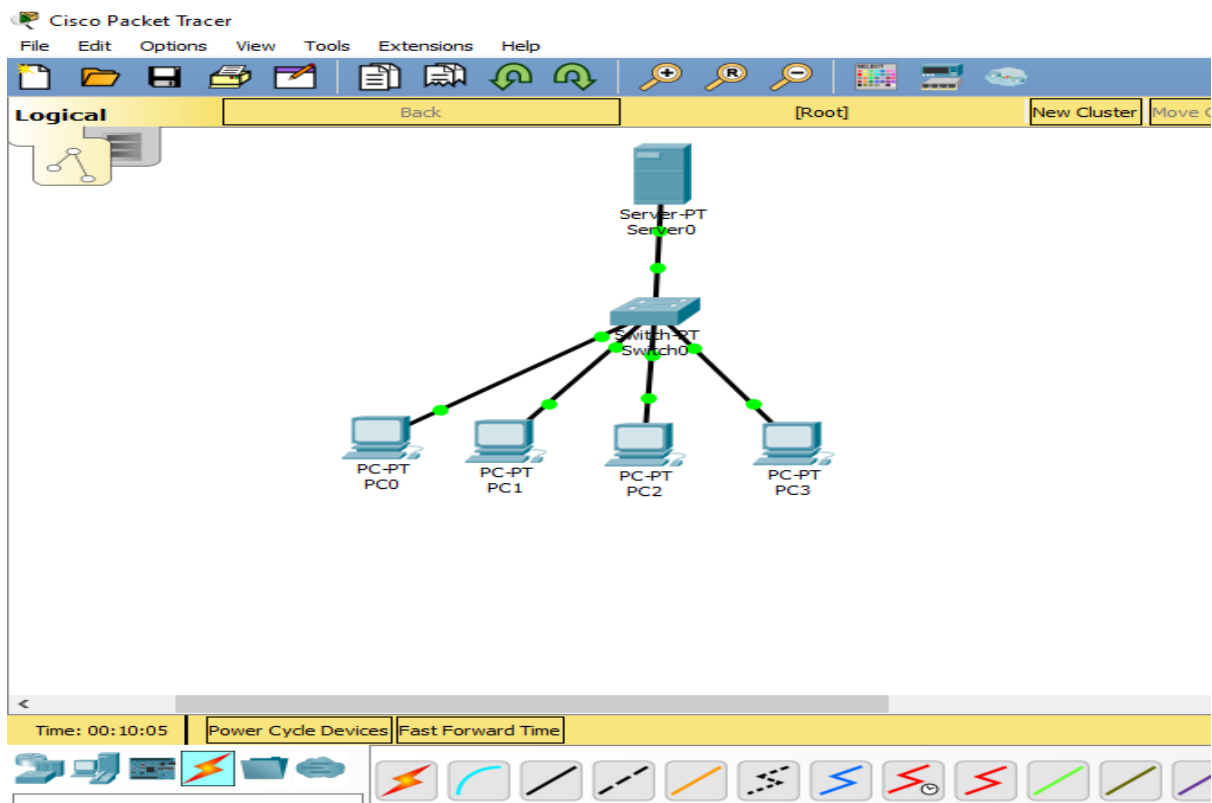 Cisco Packet Tracer
File Edit Options View Tools Extensions Help
R
SELECT
Logical Back [Root] New Cluster Move
Server-PT
Server0
Switch-PT
Switch0
PC-PT
PC0
PC-PT
PC1
PC-PT
PC2
PC-PT
PC3
Time: 00:10:05 Power Cycle Devices Fast Forward Time